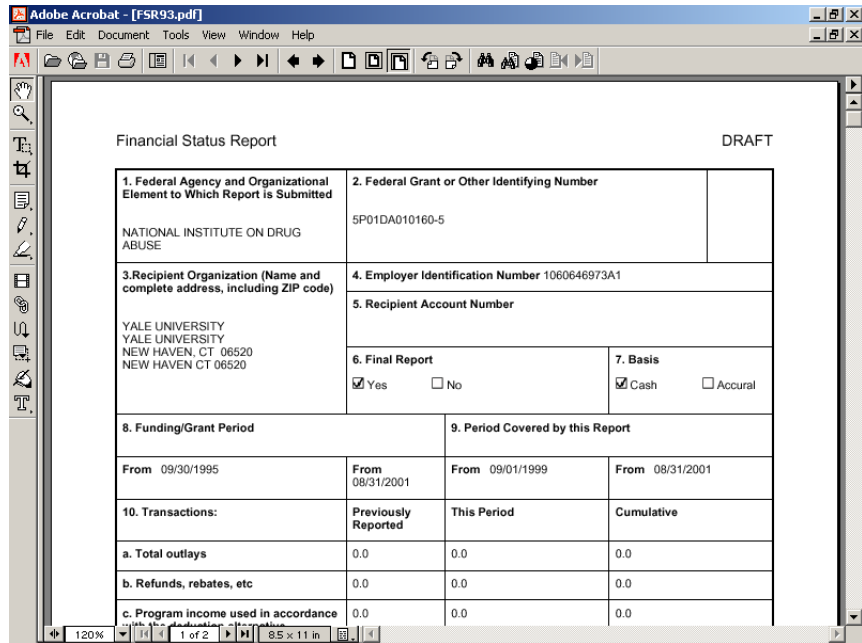 Adobe Acrobat - [FSR93.pdf]
File Edit Document Tools View Window Help
Financial Status Report DRAFT
1. Federal Agency and Organizational
Element to Which Report is Submitted
NATIONAL INSTITUTE ON DRUG
ABUSE
2. Federal Grant or Other Identifying Number
5P01DA010160-5
3.Recipient Organization (Name and
complete address, including ZIP code)
YALE UNIVERSITY
YALE UNIVERSITY
NEW HAVEN, CT 06520
NEW HAVEN CT 06520
4. Employer Identification Number 1060646973A1
5. Recipient Account Number
6. Final Report
Yes No
7. Basis
Cash Accural
8. Funding/Grant Period
9. Period Covered by this Report
From 09/30/1995
From
08/31/2001
From 09/01/1999
From 08/31/2001
10. Transactions:
Previously
Reported
This Period
Cumulative
a. Total outlays 0.0 0.0 0.0
b. Refunds, rebates, etc 0.0 0.0 0.0
c. Program income used in accordance 0.0 0.0 0.0
with the deduction alternative
120% 1 of 2 8.5 x 11 in